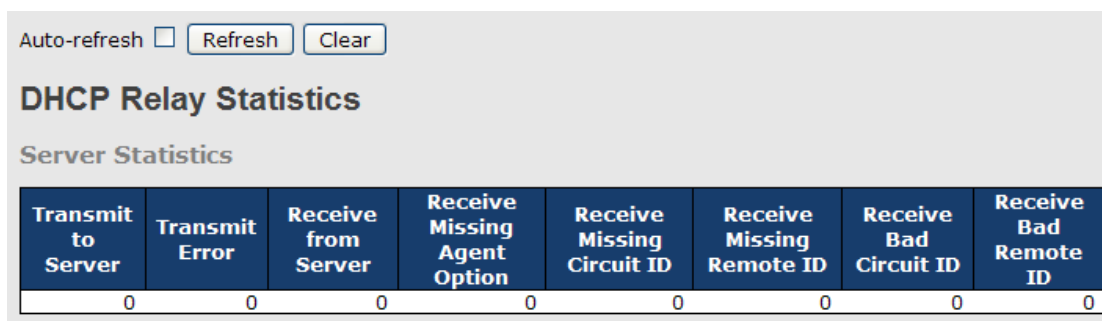 Auto-refresh Refresh Clear
DHCP Relay Statistics
Server Statistics
Transmit to Server Transmit Error Receive from Server Receive Missing Agent Option Receive Missing Circuit ID Receive Missing Remote ID Receive Bad Circuit ID Receive Bad Remote ID
0 0 0 0 0 0 0 0